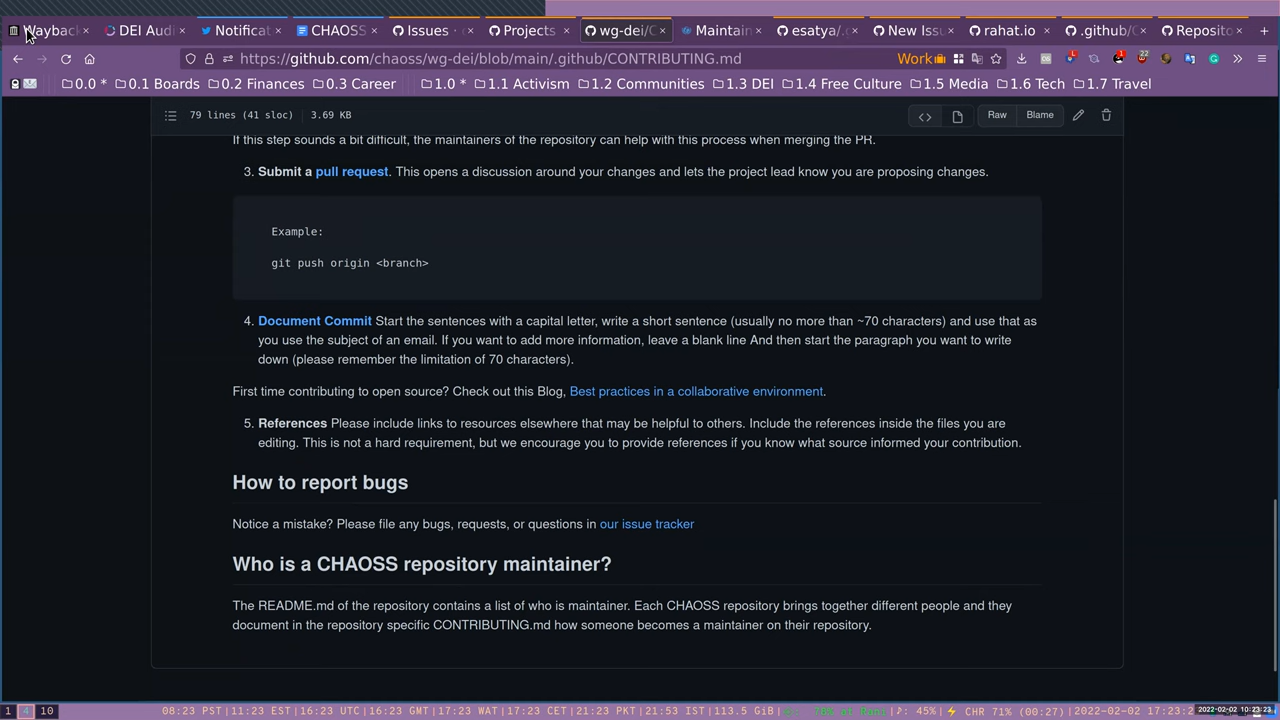 Wayback
DEI Audi
Notificat
CHAOSS
Issues ·
Projects
wg-dei/C
Maintain
esatya/.c
New Issu
rahat.io
.github/C
Reposito
https://github.com/chaoss/wg-dei/blob/main/.github/CONTRIBUTING.md
Work
0.0 * 0.1 Boards 0.2 Finances 0.3 Career 1.0 * 1.1 Activism 1.2 Communities 1.3 DEI 1.4 Free Culture 1.5 Media 1.6 Tech 1.7 Travel
79 lines (41 sloc) 3.69 KB Raw Blame
If this step sounds a bit difficult, the maintainers of the repository can help with this process when merging the PR.
3. Submit a pull request. This opens a discussion around your changes and lets the project lead know you are proposing changes.
Example:
git push origin <branch>
4. Document Commit Start the sentences with a capital letter, write a short sentence (usually no more than ~70 characters) and use that as
you use the subject of an email. If you want to add more information, leave a blank line And then start the paragraph you want to write
down (please remember the limitation of 70 characters).
First time contributing to open source? Check out this Blog, Best practices in a collaborative environment.
5. References Please include links to resources elsewhere that may be helpful to others. Include the references inside the files you are
editing. This is not a hard requirement, but we encourage you to provide references if you know what source informed your contribution.
How to report bugs
Notice a mistake? Please file any bugs, requests, or questions in our issue tracker
Who is a CHAOSS repository maintainer?
The README.md of the repository contains a list of who is maintainer. Each CHAOSS repository brings together different people and they
document in the repository specific CONTRIBUTING.md how someone becomes a maintainer on their repository.
1 4 10 08:23 PST|11:23 EST|16:23 UTC|16:23 GMT|17:23 WAT|17:23 CET|21:23 PKT|21:53 IST|113.5 GiB| ♪: 45%|⚡ CHR 71% (00:27)|2022-02-02 17:23:2
2022-02-02 10:23:23